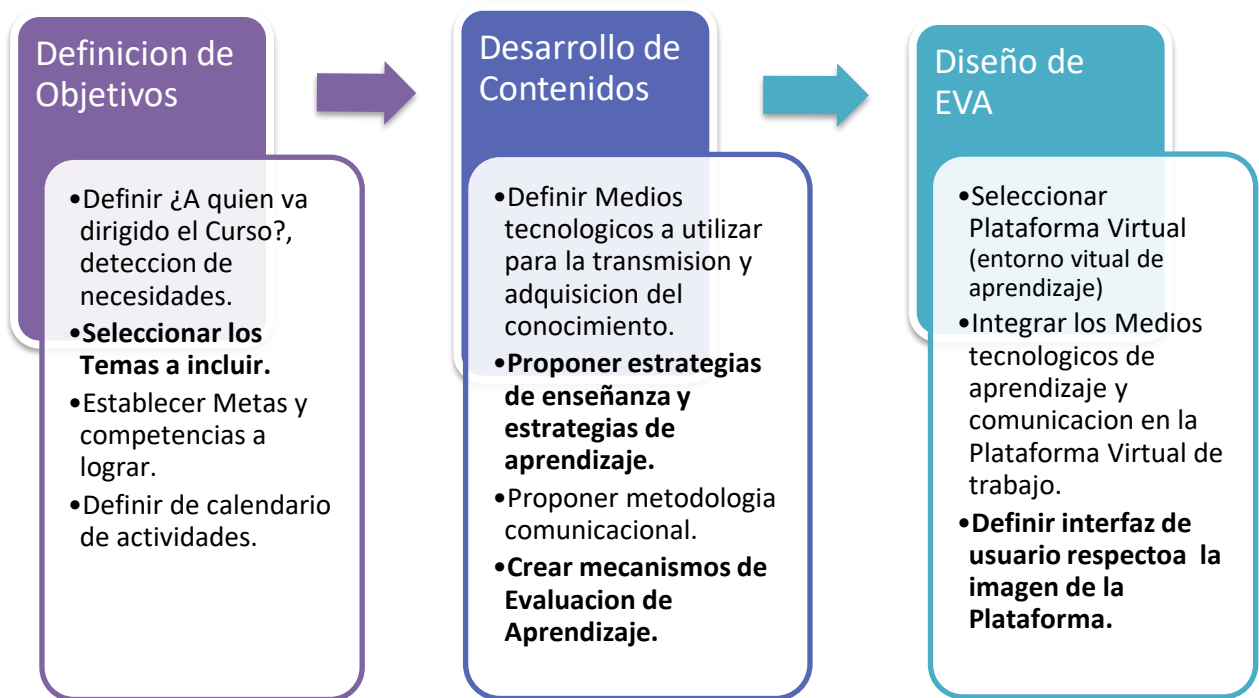 Definicion de
Objetivos
•Definir ¿A quien va
dirigido el Curso?,
deteccion de
necesidades.
•Seleccionar los
Temas a incluir.
•Establecer Metas y
competencias a
lograr.
•Definir de calendario
de actividades.
Desarrollo de
Contenidos
•Definir Medios
tecnologicos a utilizar
para la transmision y
adquisicion del
conocimiento.
•Proponer estrategias
de enseñanza y
estrategias de
aprendizaje.
•Proponer metodologia
comunicacional.
•Crear mecanismos de
Evaluacion de
Aprendizaje.
Diseño de
EVA
•Seleccionar
Plataforma Virtual
(entorno vitual de
aprendizaje)
•Integrar los Medios
tecnologicos de
aprendizaje y
comunicacion en la
Plataforma Virtual de
trabajo.
•Definir interfaz de
usuario respectoa  la
imagen de la
Plataforma.